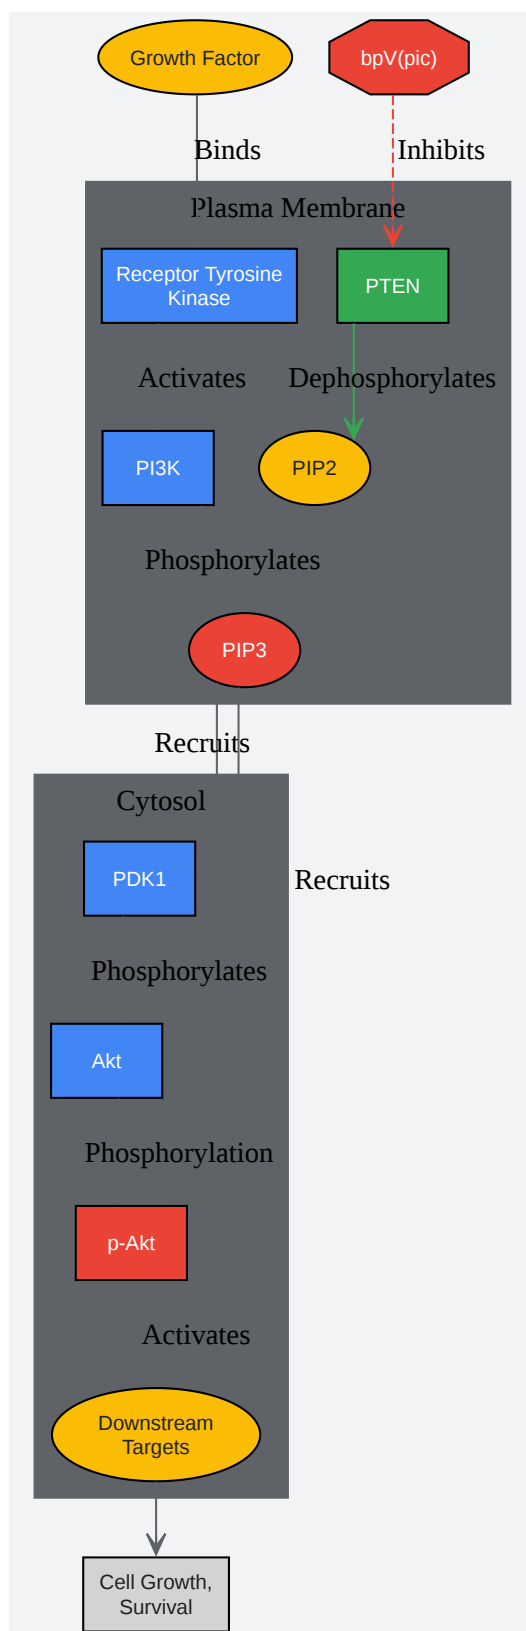 Growth Factor
bpV(pic)
Binds
Inhibits
Plasma Membrane
Receptor Tyrosine
Kinase
PTEN
Activates
Dephosphorylates
PI3K
PIP2
Phosphorylates
PIP3
Recruits
Cytosol
PDK1
Recruits
Phosphorylates
Akt
Phosphorylation
p-Akt
Activates
Downstream
Targets
Cell Growth,
Survival